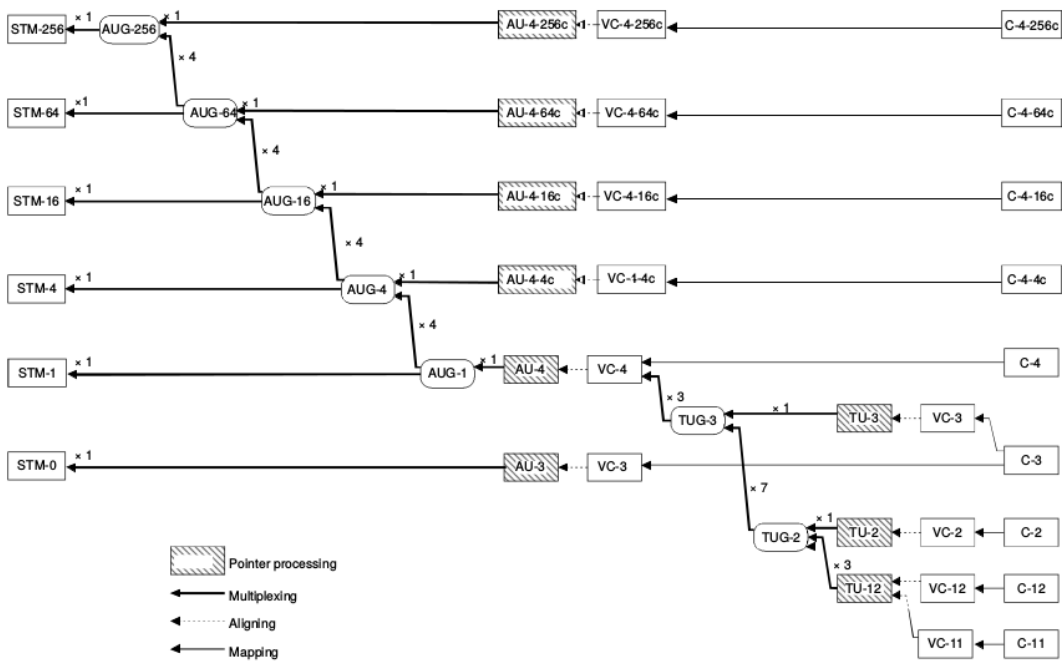 STM-256 × 1 AUG-256 × 1 AU-4-256c 1 VC-4-256c C-4-256c
× 4
STM-64 ×1 AUG-64 × 1 AU-4-64c 1 VC-4-64c C-4-64c
× 4
STM-16 × 1 AUG-16 × 1 AU-4-16c 1 VC-4-16c C-4-16c
× 4
STM-4 × 1 AUG-4 × 1 AU-4-4c 1 VC-1-4c C-4-4c
× 4
STM-1 × 1 AUG-1 × 1 AU-4 VC-4 C-4
× 3
TUG-3 × 1 TU-3 VC-3
STM-0 × 1 AU-3 VC-3 C-3
× 7
TUG-2 × 1 TU-2 VC-2 C-2
× 3
TU-12 VC-12 C-12
VC-11 C-11
Pointer processing
Multiplexing
Aligning
Mapping